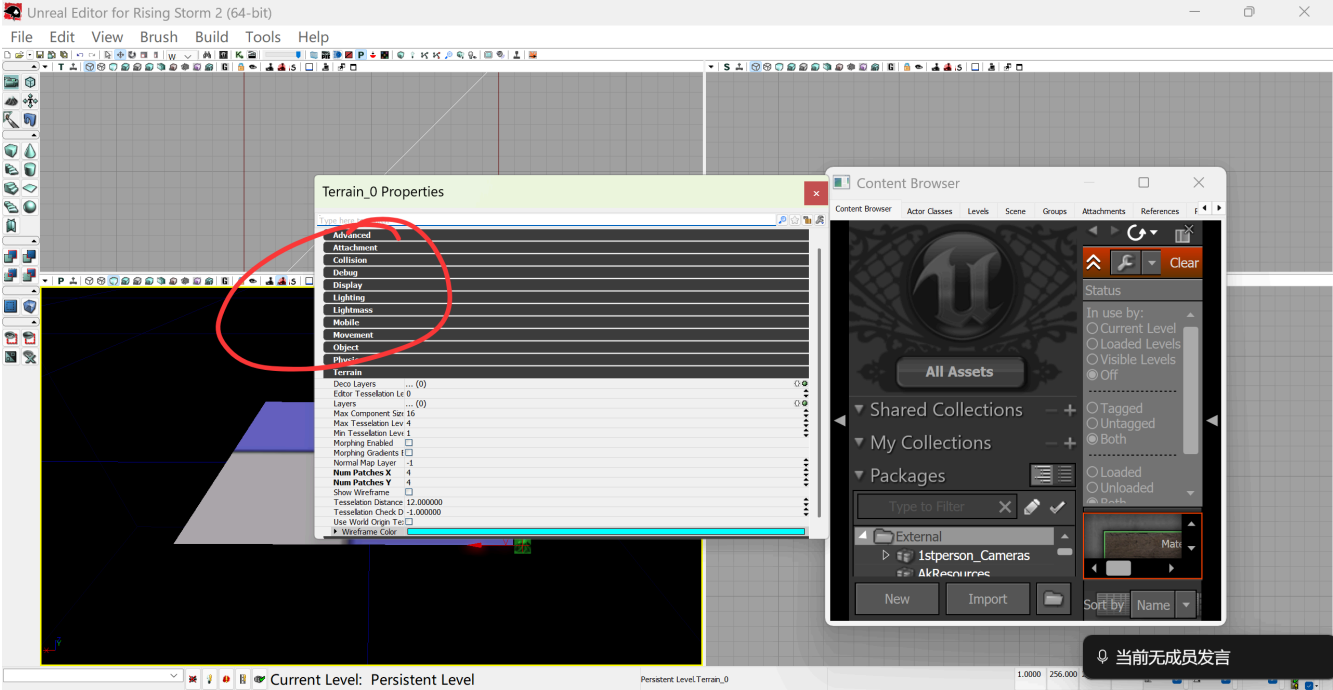 Unreal Editor for Rising Storm 2 (64-bit)
File Edit View Brush Build Tools Help
Terrain_0 Properties
Advanced
Attachment
Collision
Debug
Display
Lighting
Lightmass
Mobile
Movement
Object
Physics
Terrain
Deco Layers ... (0)
Editor Tessellation Le 0
Layers ... (0)
Max Component Size 16
Max Tesselation Lev 4
Min Tessellation Leve 1
Morphing Enabled
Morphing Gradients E
Normal Map Layer -1
Num Patches X 4
Num Patches Y 4
Show Wireframe
Tesselation Distance 12.000000
Tessellation Check D -1.000000
Use World Origin Te
Wireframe Color
Content Browser
Content Browser Actor Classes Levels Scene Groups Attachments References
All Assets
Shared Collections
My Collections
Packages
Type to Filter
External
1stperson_Cameras
AkResources
New Import
Clear
Status
In use by:
Current Level
Loaded Levels
Visible Levels
Off
Tagged
Untagged
Both
Loaded
Unloaded
Both
Mate
Sort by Name
当前无成员发言
Current Level: Persistent Level
Persistent Level.Terrain_0
1.0000 256.000